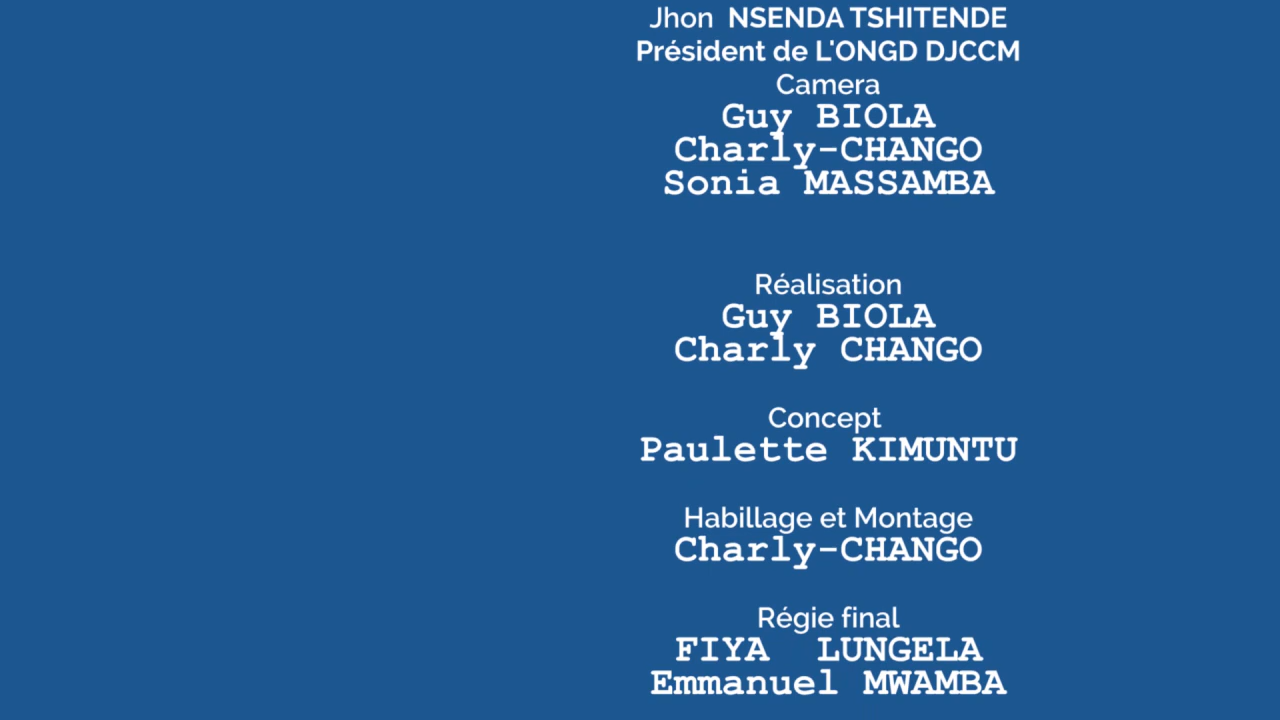 Jhon NSENDA TSHITENDE
Président de L'ONGD DJCCM
Camera
Guy BIOLA
Charly-CHANGO
Sonia MASSAMBA
Réalisation
Guy BIOLA
Charly CHANGO
Concept
Paulette KIMUNTU
Habillage et Montage
Charly-CHANGO
Régie final
FIYA LUNGELA
Emmanuel MWAMBA